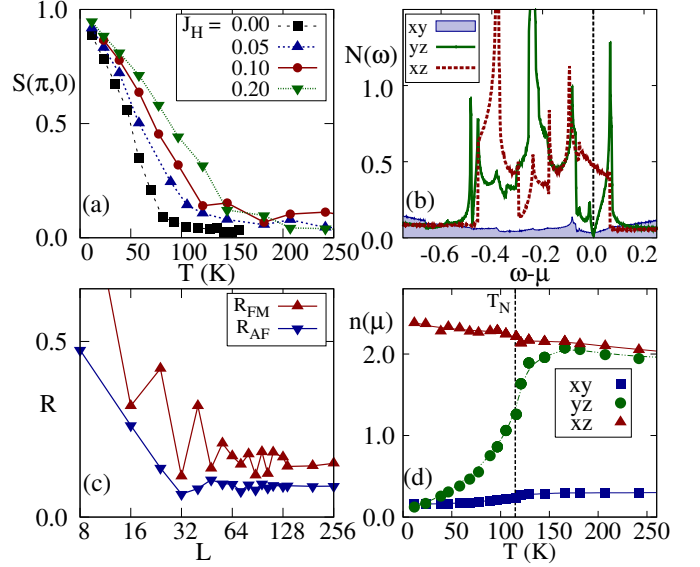 1.0
S(π,0)
0.5
0.0
J_H = 0.00
0.05
0.10
0.20
(a)
0 50 100 150 200 250
T (K)
xy
yz
xz
N(ω)
1.0
0.5
0.0
(b)
-0.6 -0.4 -0.2 0.0 0.2
ω-μ
R_FM
R_AF
0.5
R
0.0
(c)
8 16 32 64 128 256
L
T_N
n(μ)
2.0
1.0
0.0
xy
yz
xz
(d)
0 50 100 150 200 250
T (K)